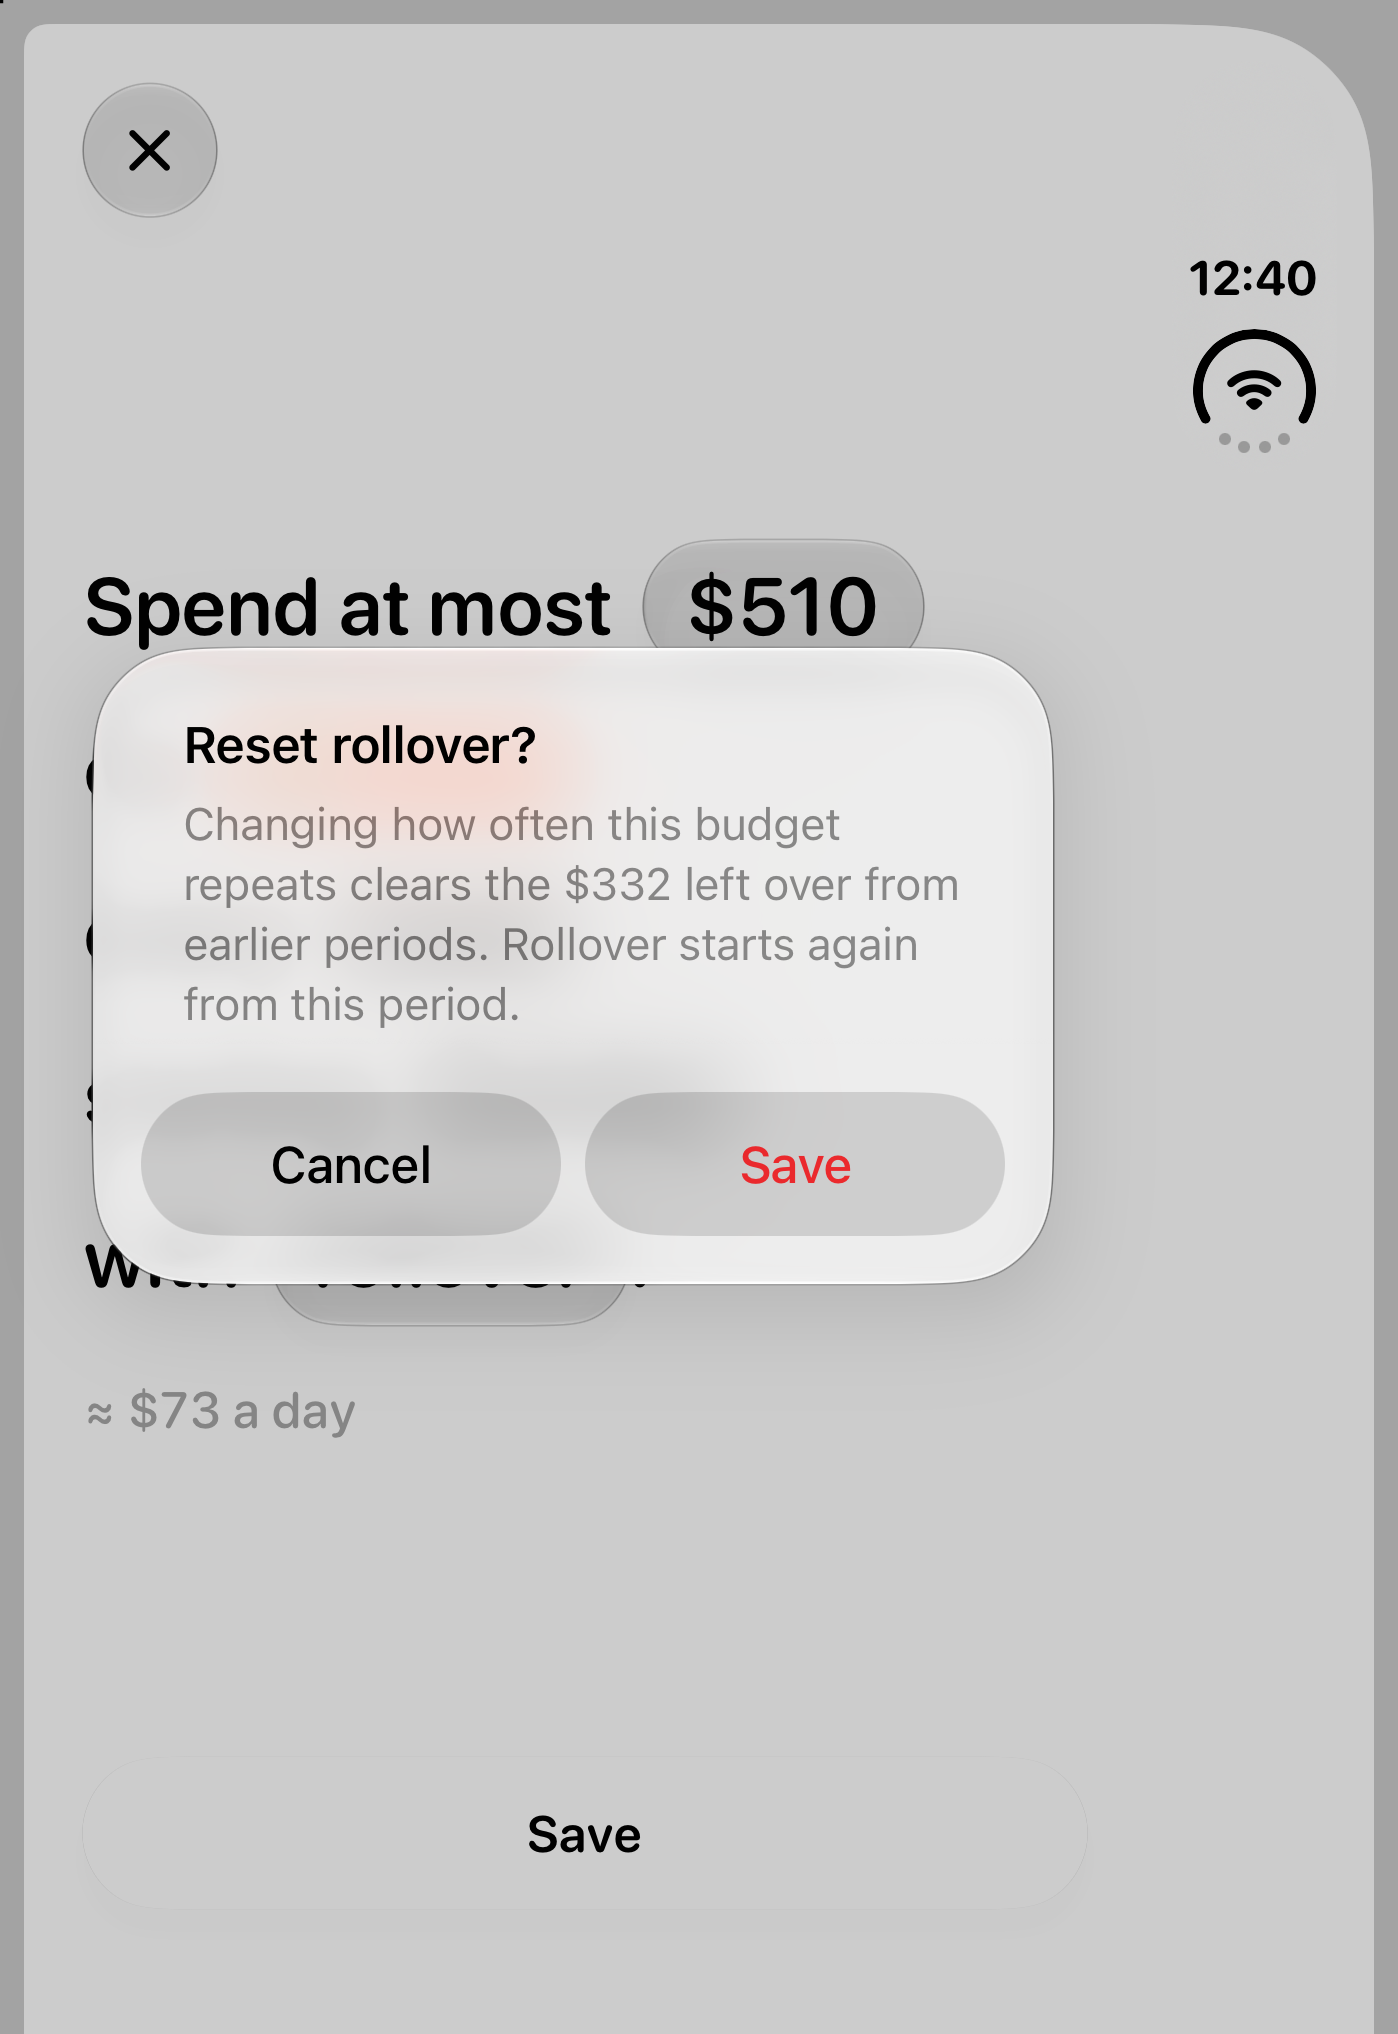 12:40
Spend at most $510
Reset rollover?
Changing how often this budget
repeats clears the $332 left over from
earlier periods. Rollover starts again
from this period.
Cancel Save
≈ $73 a day
Save